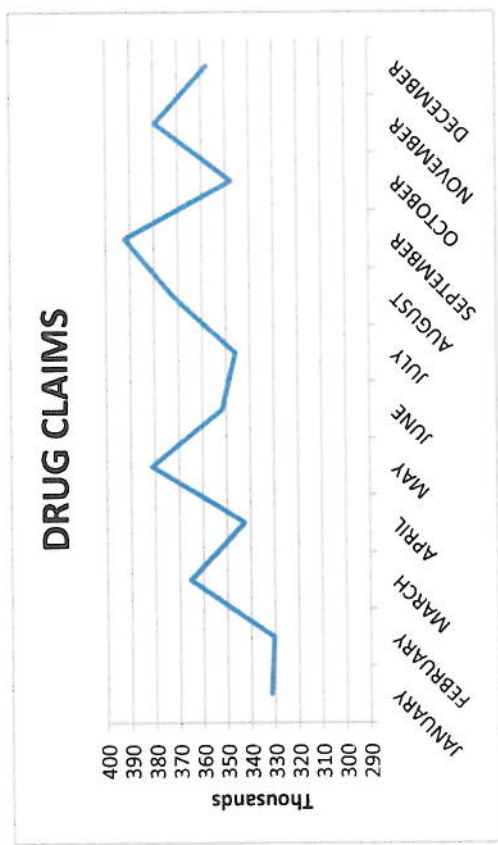 DRUG CLAIMS
Thousands
400
390
380
370
360
350
340
330
320
310
300
290
JANUARY
FEBRUARY
MARCH
APRIL
MAY
JUNE
JULY
AUGUST
SEPTEMBER
OCTOBER
NOVEMBER
DECEMBER